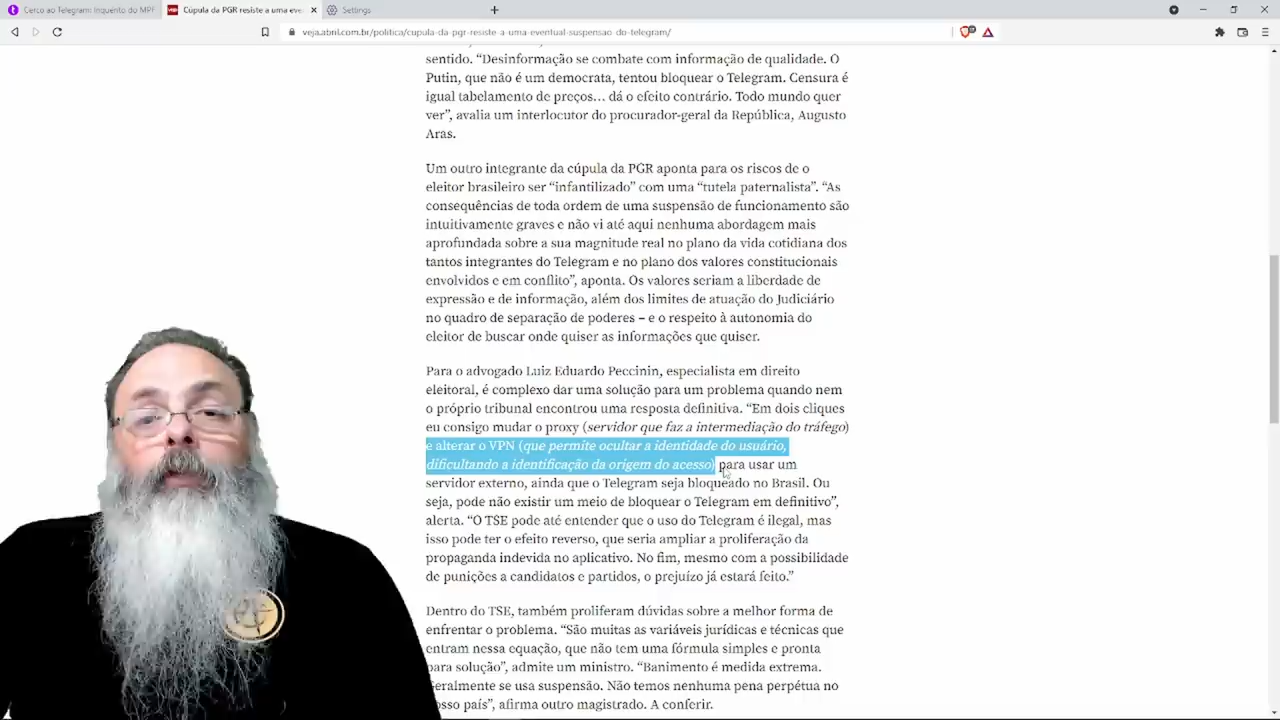 Cerco ao Telegram: Inquérito do MPF
Cúpula da PGR resiste a uma eve
Settings
veja.abril.com.br/politica/cupula-da-pgr-resiste-a-uma-eventual-suspensao-do-telegram/
sentido. “Desinformação se combate com informação de qualidade. O
Putin, que não é um democrata, tentou bloquear o Telegram. Censura é
igual tabelamento de preços… dá o efeito contrário. Todo mundo quer
ver”, avalia um interlocutor do procurador-geral da República, Augusto
Aras.
Um outro integrante da cúpula da PGR aponta para os riscos de o
eleitor brasileiro ser “infantilizado” com uma “tutela paternalista”. “As
consequências de toda ordem de uma suspensão de funcionamento são
intuitivamente graves e não vi até aqui nenhuma abordagem mais
aprofundada sobre a sua magnitude real no plano da vida cotidiana dos
tantos integrantes do Telegram e no plano dos valores constitucionais
envolvidos e em conflito”, aponta. Os valores seriam a liberdade de
expressão e de informação, além dos limites de atuação do Judiciário
no quadro de separação de poderes – e o respeito à autonomia do
eleitor de buscar onde quiser as informações que quiser.
Para o advogado Luiz Eduardo Peccinin, especialista em direito
eleitoral, é complexo dar uma solução para um problema quando nem
o próprio tribunal encontrou uma resposta definitiva. “Em dois cliques
eu consigo mudar o proxy (servidor que faz a intermediação do tráfego)
e alterar o VPN (que permite ocultar a identidade do usuário,
dificultando a identificação da origem do acesso) para usar um
servidor externo, ainda que o Telegram seja bloqueado no Brasil. Ou
seja, pode não existir um meio de bloquear o Telegram em definitivo”,
alerta. “O TSE pode até entender que o uso do Telegram é ilegal, mas
isso pode ter o efeito reverso, que seria ampliar a proliferação da
propaganda indevida no aplicativo. No fim, mesmo com a possibilidade
de punições a candidatos e partidos, o prejuízo já estará feito.”
Dentro do TSE, também proliferam dúvidas sobre a melhor forma de
enfrentar o problema. “São muitas as variáveis jurídicas e técnicas que
entram nessa equação, que não tem uma fórmula simples e pronta
para solução”, admite um ministro. “Banimento é medida extrema.
Geralmente se usa suspensão. Não temos nenhuma pena perpétua no
nosso país”, afirma outro magistrado. A conferir.